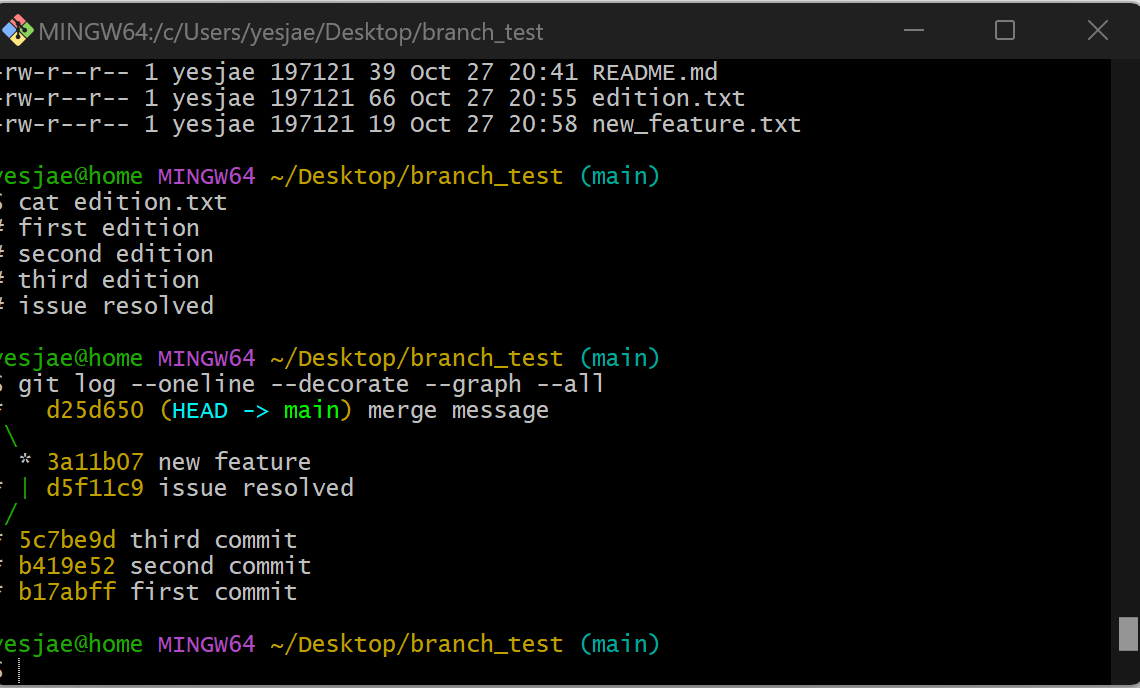 MINGW64:/c/Users/yesjae/Desktop/branch_test
-rw-r--r-- 1 yesjae 197121 39 Oct 27 20:41 README.md
-rw-r--r-- 1 yesjae 197121 66 Oct 27 20:55 edition.txt
-rw-r--r-- 1 yesjae 197121 19 Oct 27 20:58 new_feature.txt
yesjae@home MINGW64 ~/Desktop/branch_test (main)
$ cat edition.txt
# first edition
# second edition
# third edition
# issue resolved
yesjae@home MINGW64 ~/Desktop/branch_test (main)
$ git log --oneline --decorate --graph --all
*   d25d650 (HEAD -> main) merge message
\
* 3a11b07 new feature
* | d5f11c9 issue resolved
/
* 5c7be9d third commit
* b419e52 second commit
* b17abff first commit
yesjae@home MINGW64 ~/Desktop/branch_test (main)
$